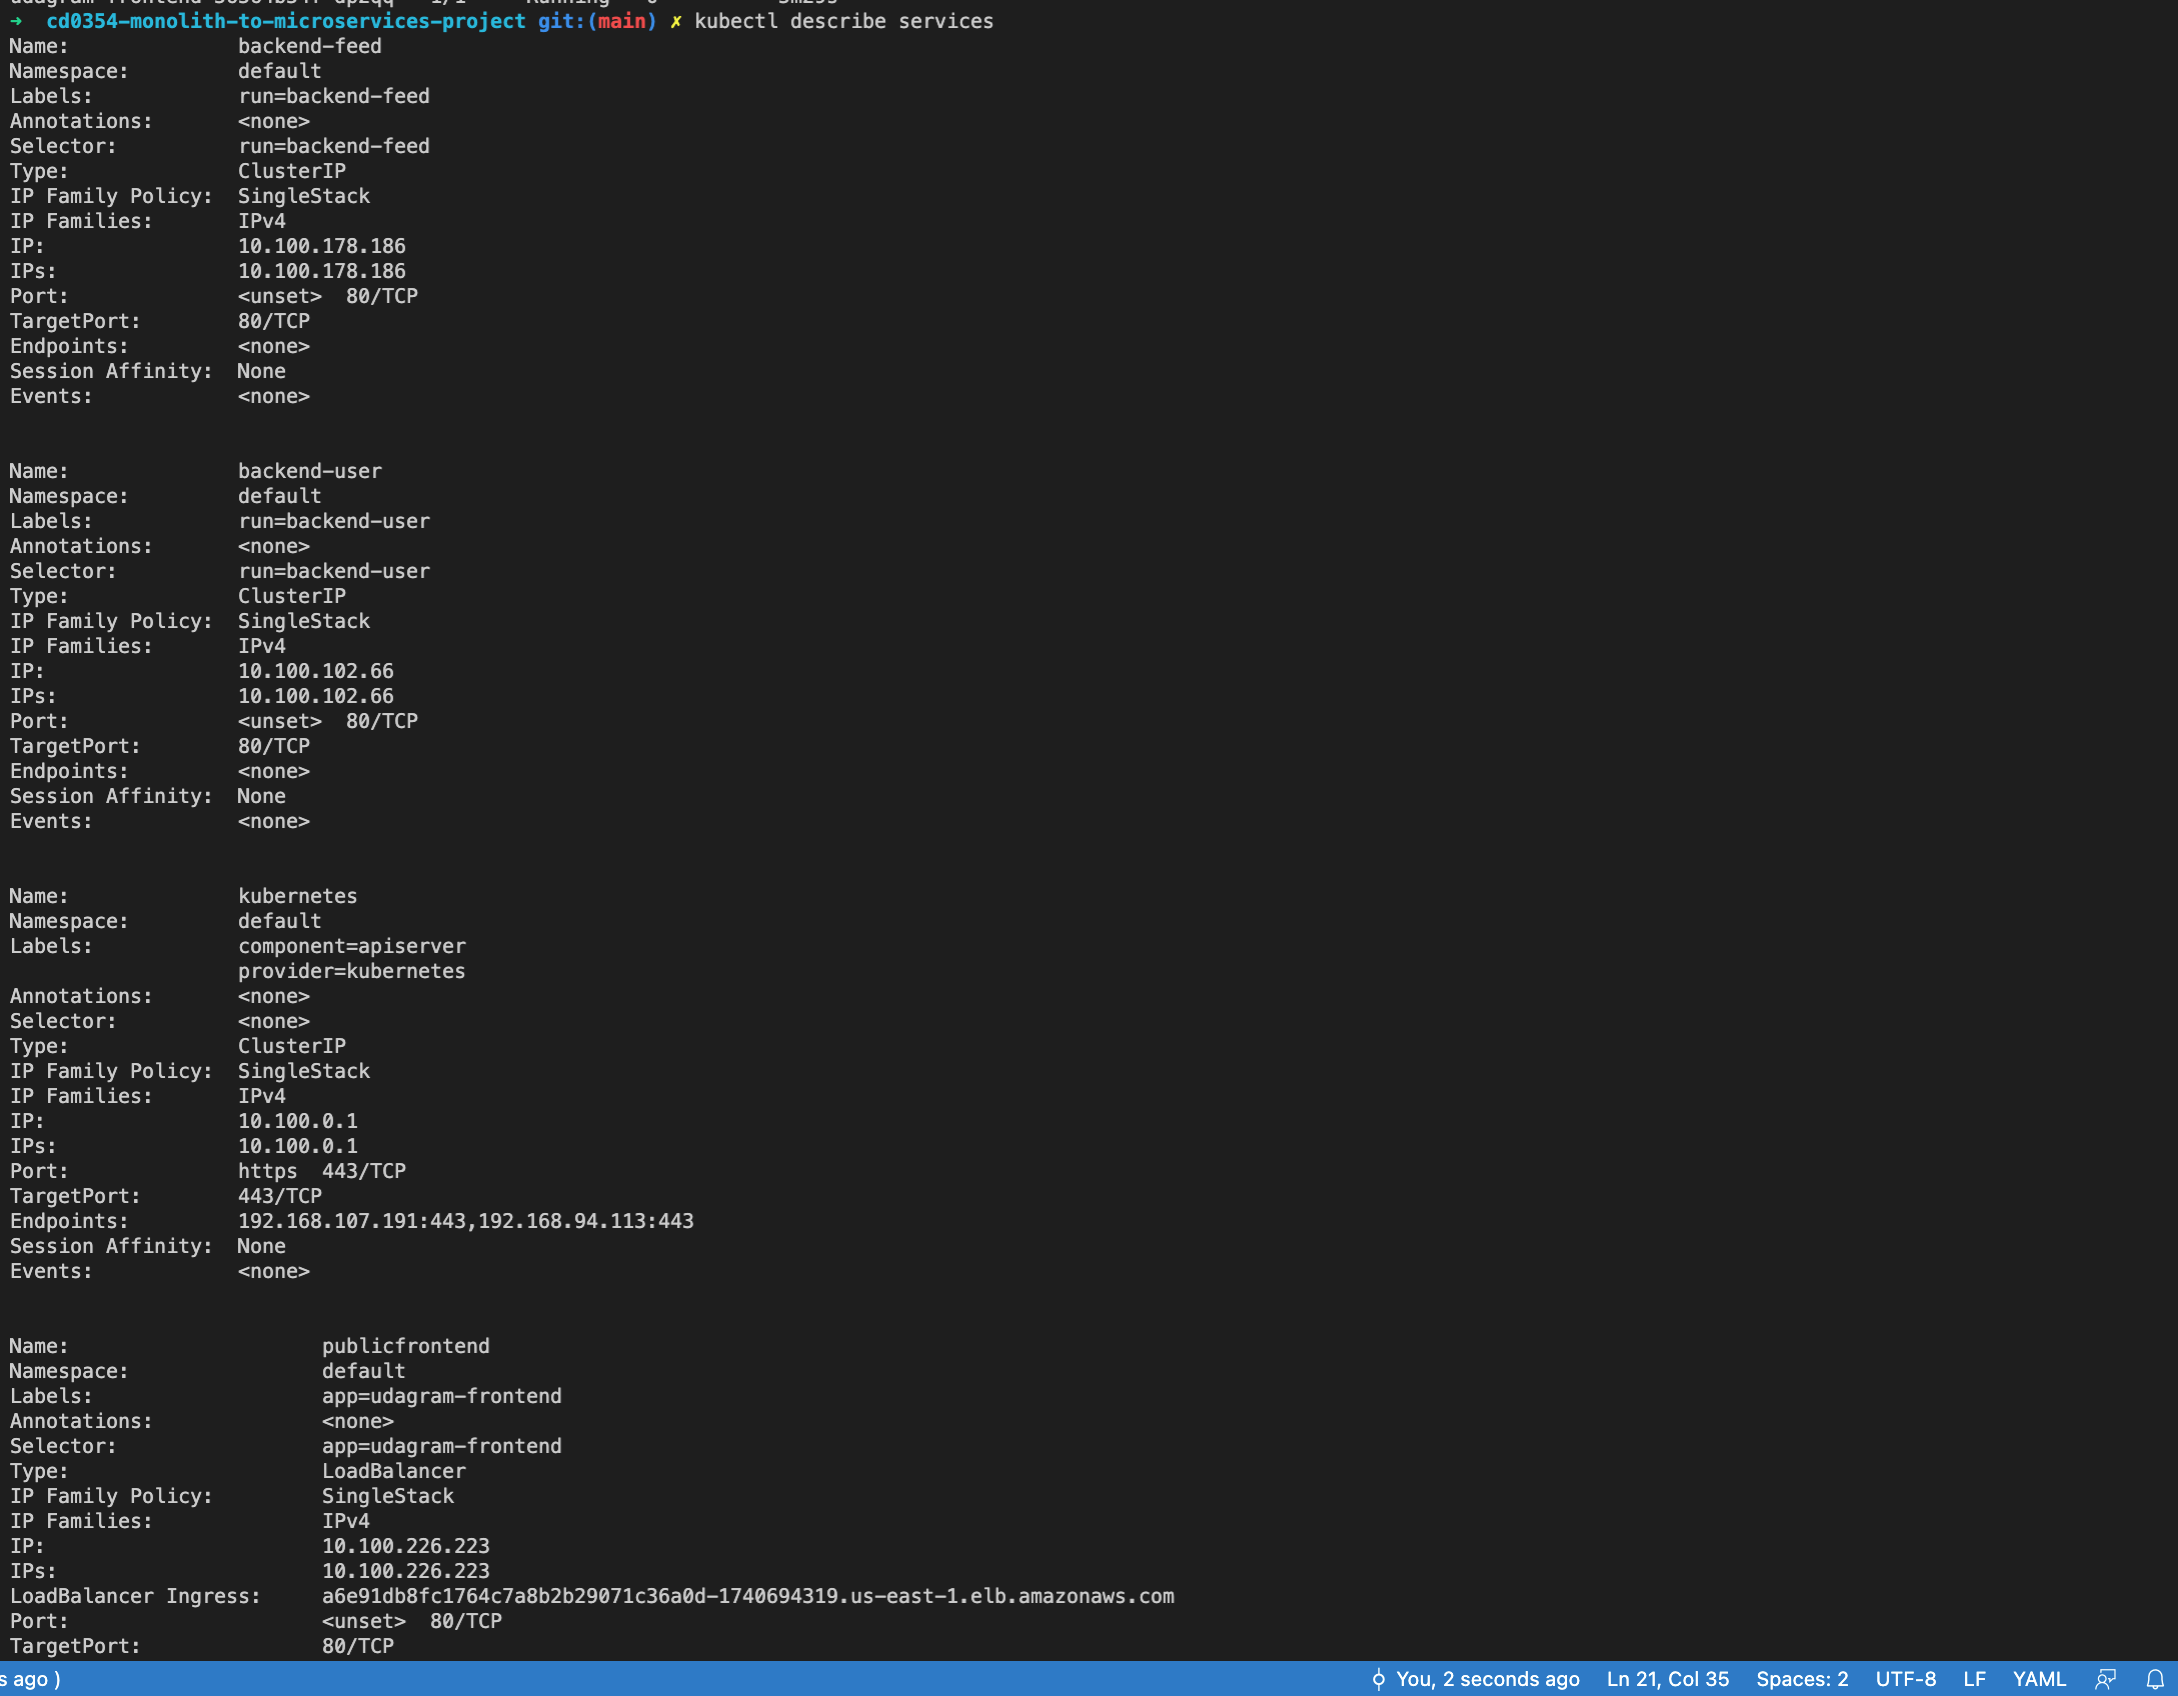 ➜  cd0354-monolith-to-microservices-project git:(main) ✗ kubectl describe services
Name:              backend-feed
Namespace:         default
Labels:            run=backend-feed
Annotations:       <none>
Selector:          run=backend-feed
Type:              ClusterIP
IP Family Policy:  SingleStack
IP Families:       IPv4
IP:                10.100.178.186
IPs:               10.100.178.186
Port:              <unset>  80/TCP
TargetPort:        80/TCP
Endpoints:         <none>
Session Affinity:  None
Events:            <none>
Name:              backend-user
Namespace:         default
Labels:            run=backend-user
Annotations:       <none>
Selector:          run=backend-user
Type:              ClusterIP
IP Family Policy:  SingleStack
IP Families:       IPv4
IP:                10.100.102.66
IPs:               10.100.102.66
Port:              <unset>  80/TCP
TargetPort:        80/TCP
Endpoints:         <none>
Session Affinity:  None
Events:            <none>
Name:              kubernetes
Namespace:         default
Labels:            component=apiserver
                   provider=kubernetes
Annotations:       <none>
Selector:          <none>
Type:              ClusterIP
IP Family Policy:  SingleStack
IP Families:       IPv4
IP:                10.100.0.1
IPs:               10.100.0.1
Port:              https  443/TCP
TargetPort:        443/TCP
Endpoints:         192.168.107.191:443,192.168.94.113:443
Session Affinity:  None
Events:            <none>
Name:                     publicfrontend
Namespace:                default
Labels:                   app=udagram-frontend
Annotations:              <none>
Selector:                 app=udagram-frontend
Type:                     LoadBalancer
IP Family Policy:         SingleStack
IP Families:              IPv4
IP:                       10.100.226.223
IPs:                      10.100.226.223
LoadBalancer Ingress:     a6e91db8fc1764c7a8b2b29071c36a0d-1740694319.us-east-1.elb.amazonaws.com
Port:                     <unset>  80/TCP
TargetPort:               80/TCP
s ago ) You, 2 seconds ago Ln 21, Col 35 Spaces: 2 UTF-8 LF YAML